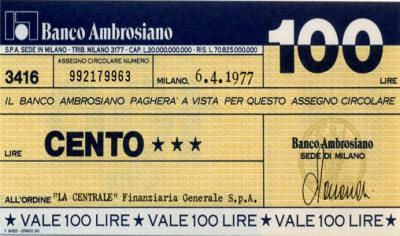 Banco Ambrosiano
S.P.A. SEDE IN MILANO - TRIB. MILANO 3177 - CAP. L. 20.000.000.000 - RIS. L. 70.825.000.000
100
LIRE
ASSEGNO CIRCOLARE NUMERO
3416
992179963
MILANO,
6.4.1977
IL BANCO AMBROSIANO PAGHERA' A VISTA PER QUESTO ASSEGNO CIRCOLARE
LIRE
CENTO ★★★
Banco Ambrosiano
SEDE DI MILANO
ALL'ORDINE "LA CENTRALE" Finanziaria Generale S.p.A.
★ VALE 100 LIRE ★ VALE 100 LIRE ★ VALE 100 LIRE ★